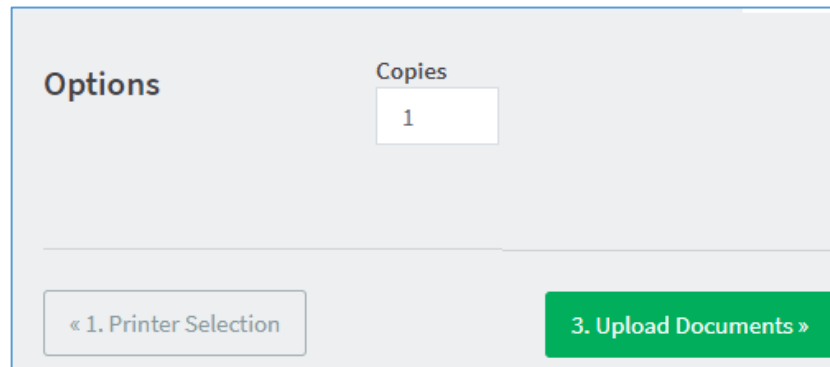 Options
Copies
1
« 1. Printer Selection
3. Upload Documents »